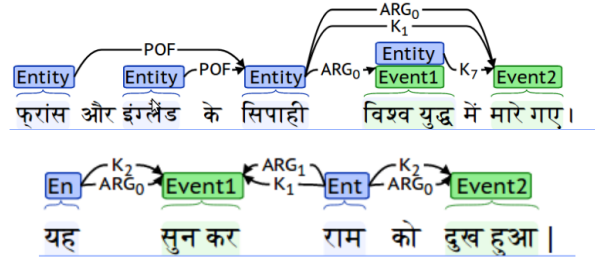 ARG0
K1
POF
Entity
Entity POF Entity ARG0 Entity Event1 K7 Event2
फ्रांस और इंग्लैंड के सिपाही विश्व युद्ध में मारे गए।
K2 ARG1 K2
En ARG0 Event1 K1 Ent ARG0 Event2
यह सुन कर राम को दुख हुआ |